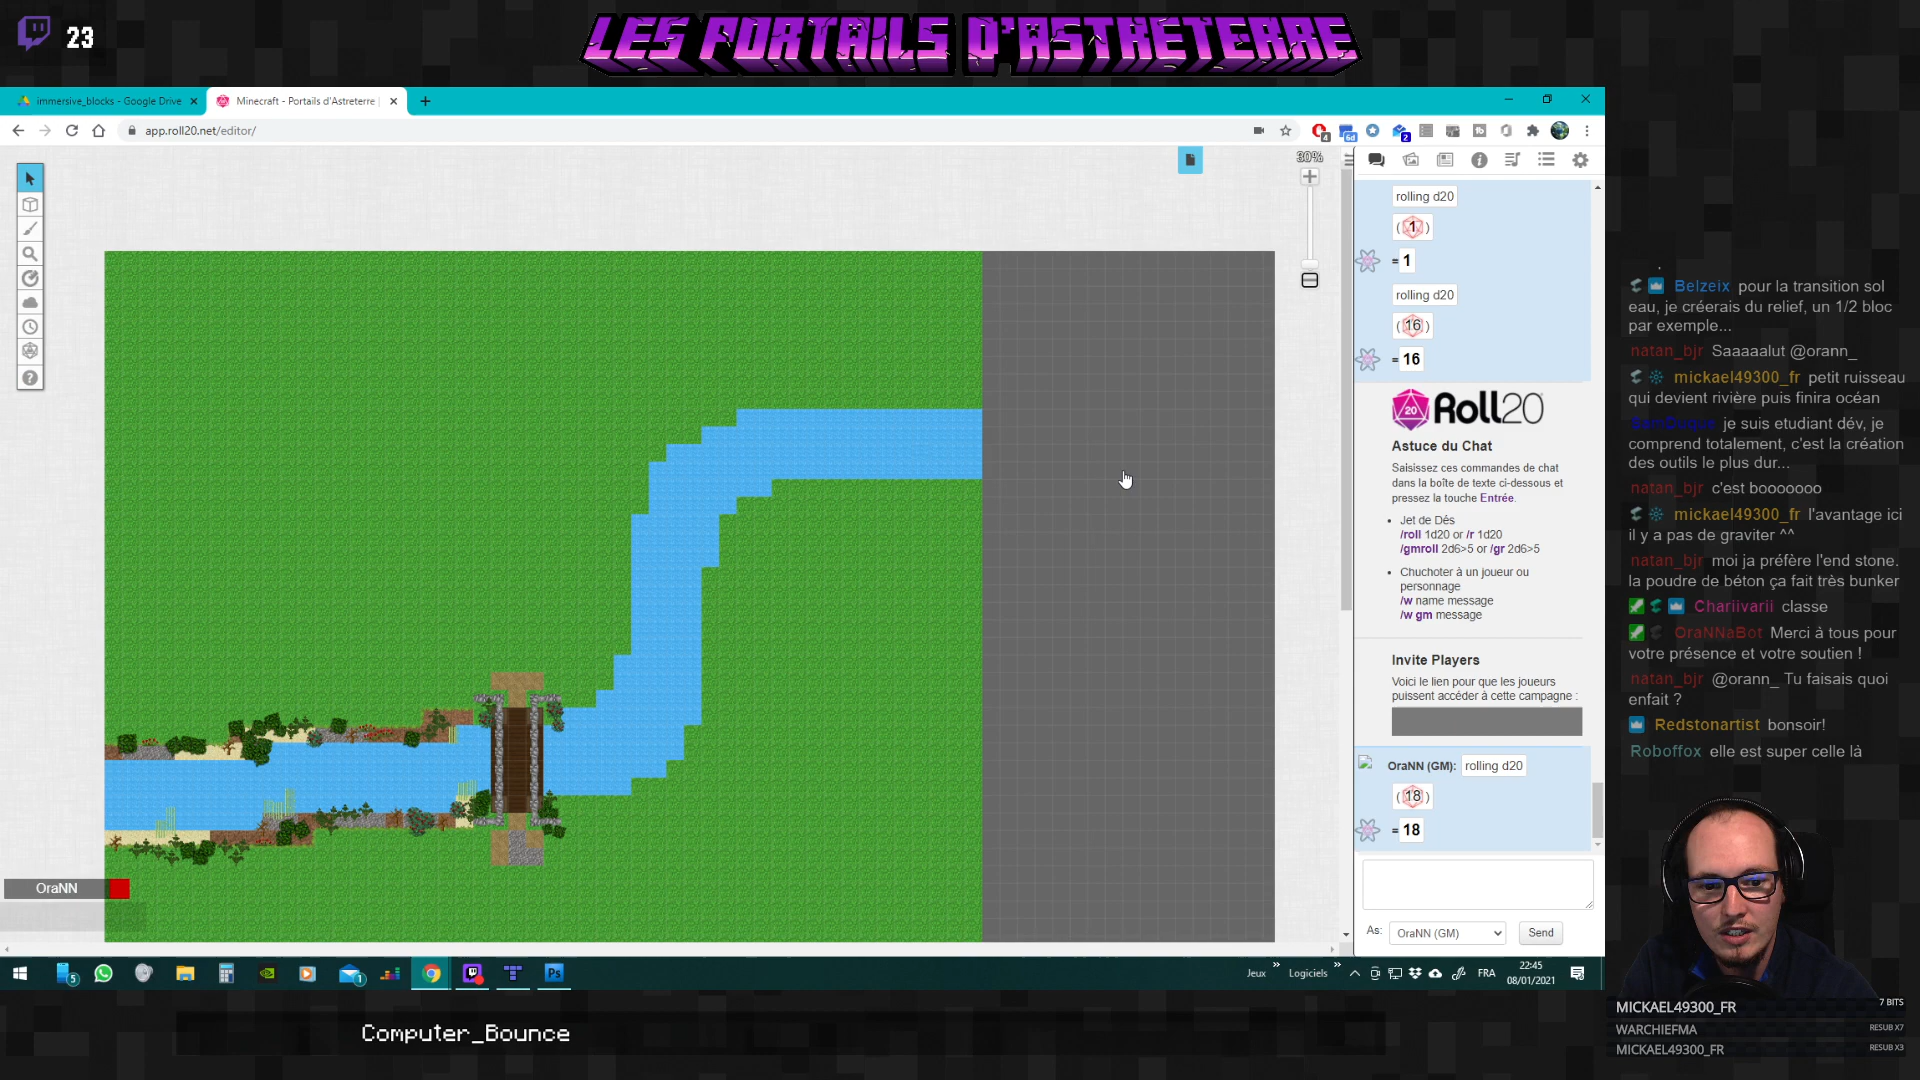 23
LES PORTAILS D'ASTRÉTERRE
immersive_blocks - Google Drive
Minecraft - Portails d'Astreterre |
app.roll20.net/editor/
30%
rolling d20
(1)
=1
rolling d20
(16)
=16
20
Roll20
Astuce du Chat
Saisissez ces commandes de chat
dans la boîte de texte ci-dessous et
pressez la touche Entrée.
• Jet de Dés
/roll 1d20 or /r 1d20
/gmroll 2d6>5 or /gr 2d6>5
• Chuchoter à un joueur ou
personnage
/w name message
/w gm message
Invite Players
Voici le lien pour que les joueurs
puissent accéder à cette campagne :
OraNN (GM): rolling d20
(18)
=18
As: OraNN (GM) Send
OraNN
Belzeix pour la transition sol
eau, je créerais du relief, un 1/2 bloc
par exemple...
natan_bjr Saaaaalut @orann_
mickael49300_fr petit ruisseau
qui devient rivière puis finira océan
je suis etudiant dév, je
comprend totalement, c'est la création
des outils le plus dur...
natan_bjr c'est booooooo
mickael49300_fr l'avantage ici
il y a pas de graviter ^^
natan_bjr moi ja préfère l'end stone.
la poudre de béton ça fait très bunker
Chariivarii classe
OraNNaBot Merci à tous pour
votre présence et votre soutien !
natan_bjr @orann_ Tu faisais quoi
enfait ?
Redstonartist bonsoir!
Roboffox elle est super celle là
Jeux » Logiciels » FRA
22:45
08/01/2021
Computer_Bounce
MICKAEL49300_FR 7 BITS
WARCHIEFMA RESUB X7
MICKAEL49300_FR RESUB X3